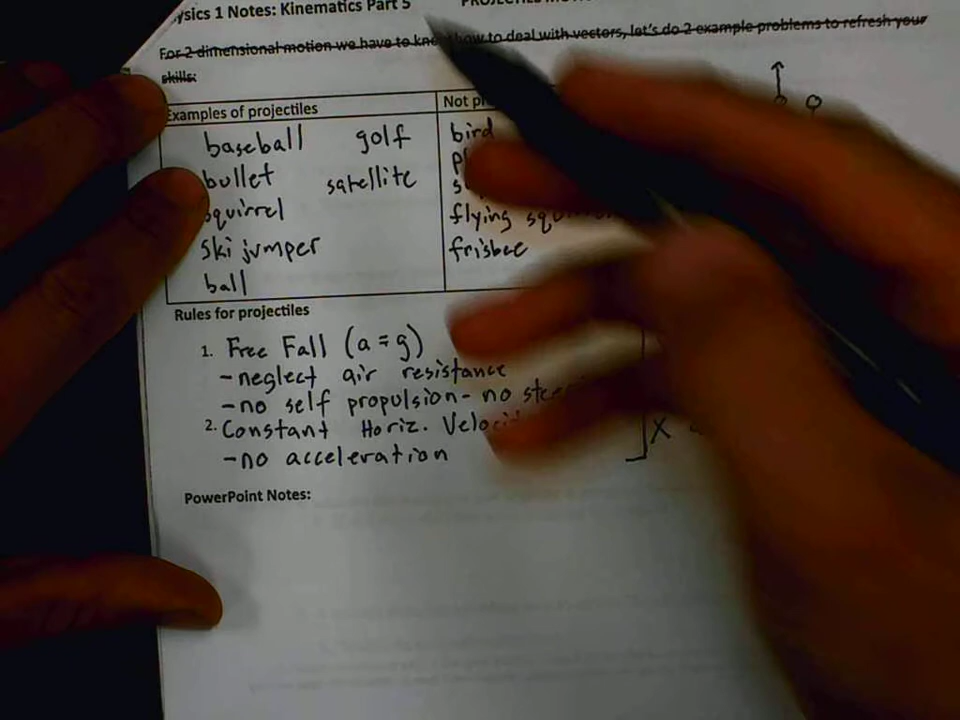 ysics 1 Notes: Kinematics Part 5
For 2 dimensional motion we have to know how to deal with vectors, let's do 2 example problems to refresh your
skills:
Examples of projectiles Not
baseball golf bird
bullet satellite
squirrel flying
ski jumper frisbee
ball
Rules for projectiles
1. Free Fall (a = g)
-neglect air resistance
-no self propulsion- no
2. Constant Horiz. Velocity
-no acceleration
X
PowerPoint Notes: